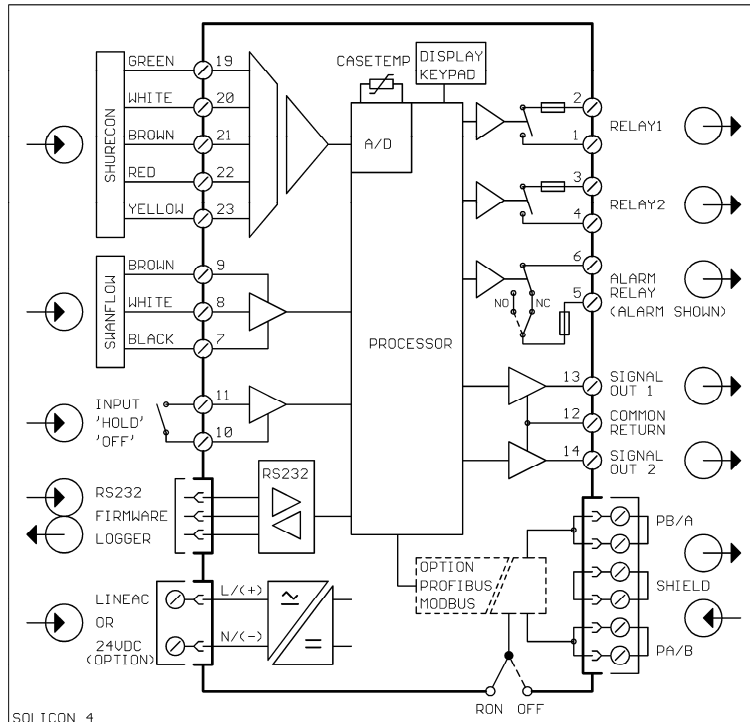 GREEN 19
WHITE 20
BROWN 21
RED 22
YELLOW 23
SHURECON
CASETEMP
DISPLAY
KEYPAD
A/D
PROCESSOR
2
1
RELAY1
3
4
RELAY2
6
5
ALARM
RELAY
(ALARM SHOWN)
NO NC
BROWN 9
WHITE 8
BLACK 7
SWANFLOW
INPUT 11
'HOLD'
'OFF' 10
13 SIGNAL
OUT 1
12 COMMON
RETURN
14 SIGNAL
OUT 2
RS232
FIRMWARE
LOGGER
RS232
LINEAC L/(+)
OR
24VDC N/(-)
(OPTION)
OPTION
PROFIBUS
MODBUS
PB/A
SHIELD
PA/B
RON OFF
SOLICON 4